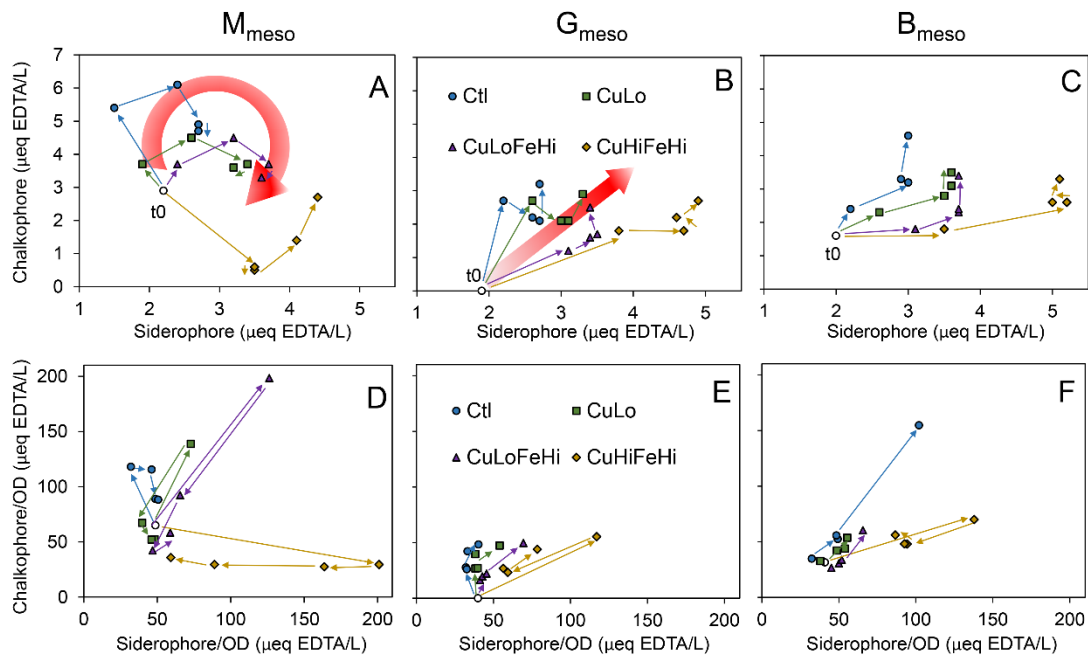 M meso G meso B meso
Chalkophore (µeq EDTA/L)
7
6
5
4
3
2
1
0
A
t0
1 2 3 4 5
Siderophore (µeq EDTA/L)
B
Ctl CuLo
CuLoFeHi CuHiFeHi
t0
1 2 3 4 5
Siderophore (µeq EDTA/L)
C
t0
1 2 3 4 5
Siderophore (µeq EDTA/L)
Chalkophore/OD (µeq EDTA/L)
200
150
100
50
0
D
0 50 100 150 200
Siderophore/OD (µeq EDTA/L)
E
Ctl CuLo
CuLoFeHi CuHiFeHi
0 50 100 150 200
Siderophore/OD (µeq EDTA/L)
F
0 50 100 150 200
Siderophore/OD (µeq EDTA/L)